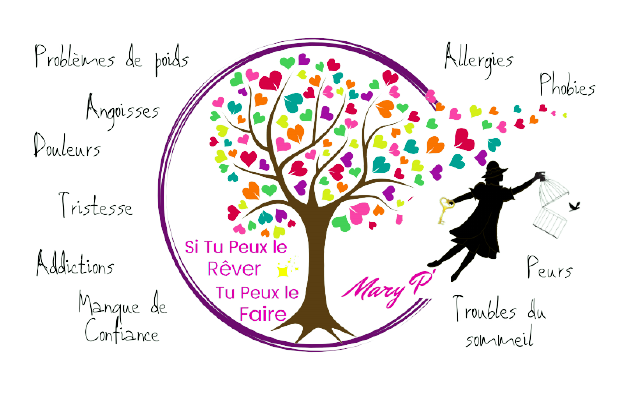 Problèmes de poids
Angoisses
Douleurs
Tristesse
Addictions
Manque de
Confiance
Si Tu Peux le
Rêver
Tu Peux le
Faire
Mary P'
Allergies
Phobies
Peurs
Troubles du
sommeil